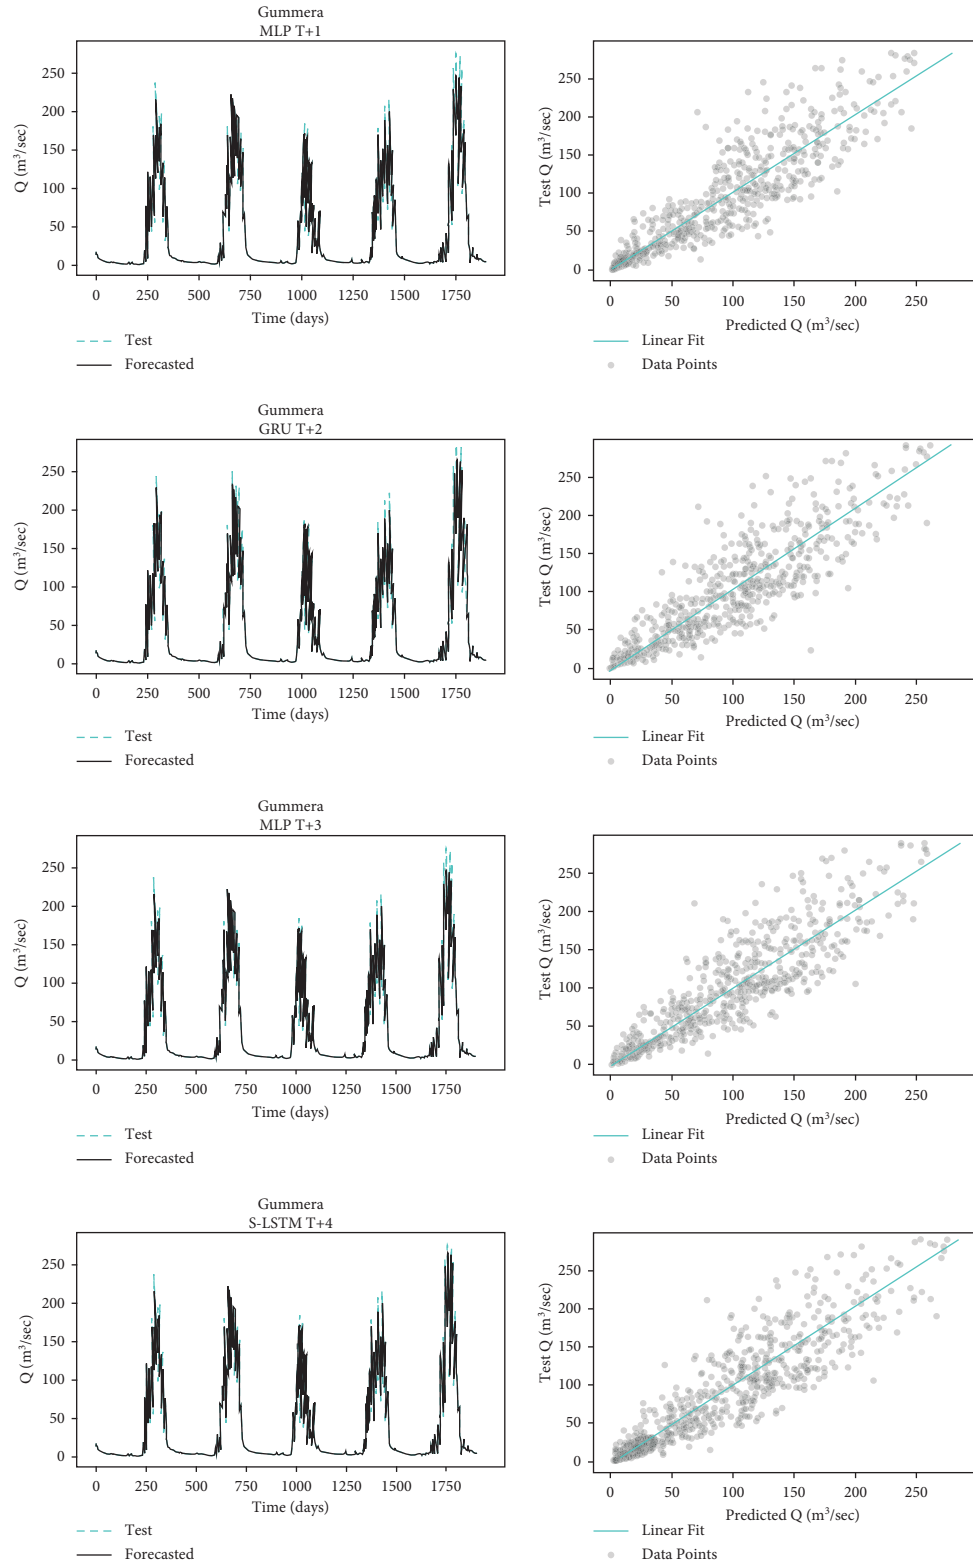 Gummera
MLP T+1
Q (m³/sec)
250
200
150
100
50
0
0 250 500 750 1000 1250 1500 1750
Time (days)
Test
Forecasted
Test Q (m³/sec)
250
200
150
100
50
0
0 50 100 150 200 250
Predicted Q (m³/sec)
Linear Fit
Data Points
Gummera
GRU T+2
Q (m³/sec)
250
200
150
100
50
0
0 250 500 750 1000 1250 1500 1750
Time (days)
Test
Forecasted
Test Q (m³/sec)
250
200
150
100
50
0
0 50 100 150 200 250
Predicted Q (m³/sec)
Linear Fit
Data Points
Gummera
MLP T+3
Q (m³/sec)
250
200
150
100
50
0
0 250 500 750 1000 1250 1500 1750
Time (days)
Test
Forecasted
Test Q (m³/sec)
250
200
150
100
50
0
0 50 100 150 200 250
Predicted Q (m³/sec)
Linear Fit
Data Points
Gummera
S-LSTM T+4
Q (m³/sec)
250
200
150
100
50
0
0 250 500 750 1000 1250 1500 1750
Time (days)
Test
Forecasted
Test Q (m³/sec)
250
200
150
100
50
0
0 50 100 150 200 250
Predicted Q (m³/sec)
Linear Fit
Data Points